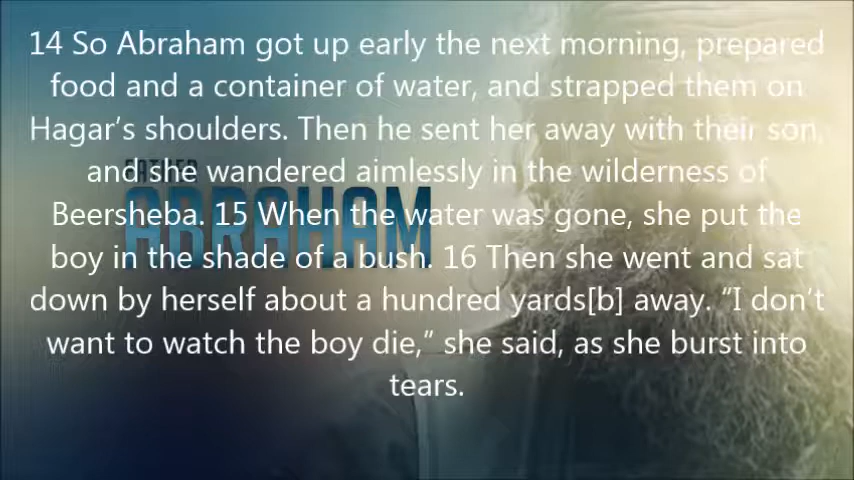 14 So Abraham got up early the next morning, prepared
food and a container of water, and strapped them on
Hagar’s shoulders. Then he sent her away with their son,
and she wandered aimlessly in the wilderness of
Beersheba. 15 When the water was gone, she put the
boy in the shade of a bush. 16 Then she went and sat
down by herself about a hundred yards[b] away. “I don’t
want to watch the boy die,” she said, as she burst into
tears.
FATHER
ABRAHAM